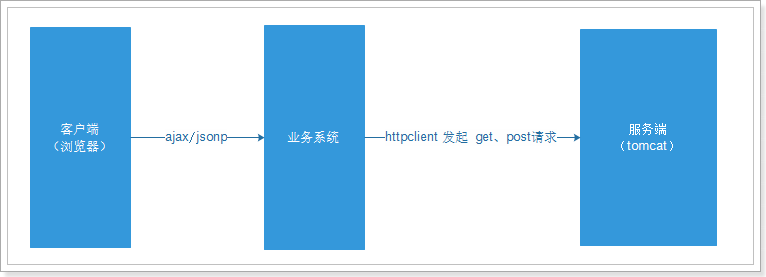 客户端
（浏览器）
ajax/jsonp
业务系统
httpclient 发起 get、post请求
服务端
（tomcat）